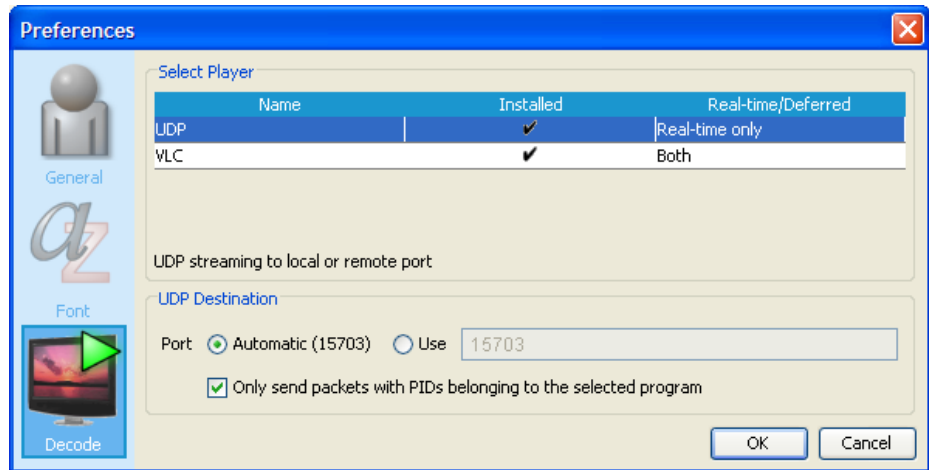 Preferences
Select Player
Name Installed Real-time/Deferred
UDP ✔ Real-time only
VLC ✔ Both
General
az
UDP streaming to local or remote port
UDP Destination
Font
Port Automatic (15703) Use 15703
Only send packets with PIDs belonging to the selected program
Decode
OK Cancel